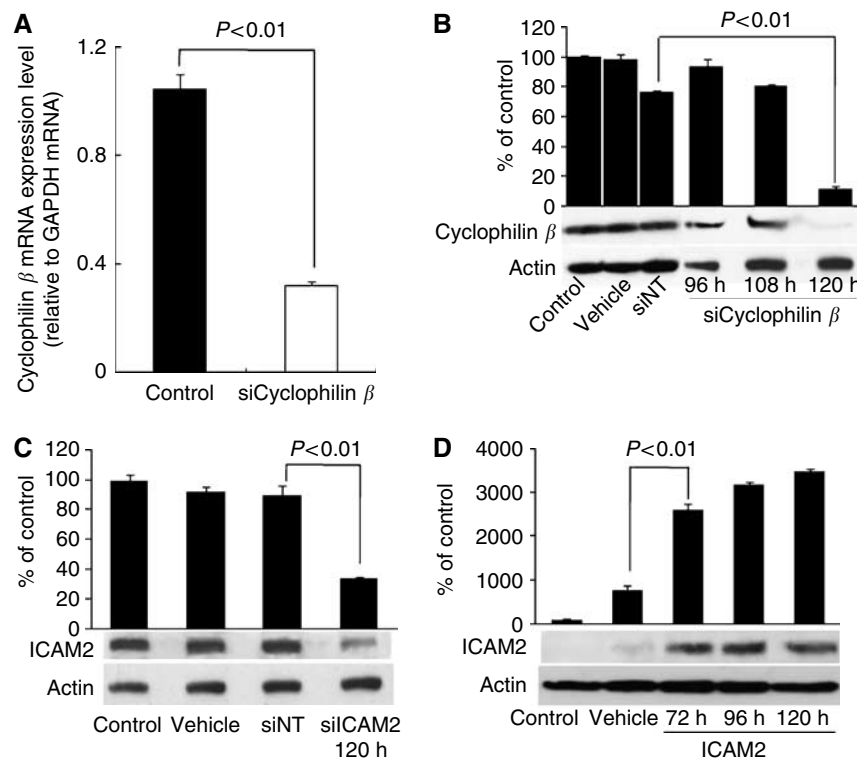 A
P<0.01
Cyclophilin β mRNA expression level
(relative to GAPDH mRNA)
1.2
0.8
0.4
0
Control siCyclophilin β
B
P<0.01
% of control
120
100
80
60
40
20
0
Cyclophilin β
Actin
Control Vehicle siNT 96 h 108 h 120 h
siCyclophilin β
C
P<0.01
% of control
120
100
80
60
40
20
0
ICAM2
Actin
Control Vehicle siNT siICAM2
120 h
D
P<0.01
% of control
4000
3000
2000
1000
0
ICAM2
Actin
Control Vehicle 72 h 96 h 120 h
ICAM2